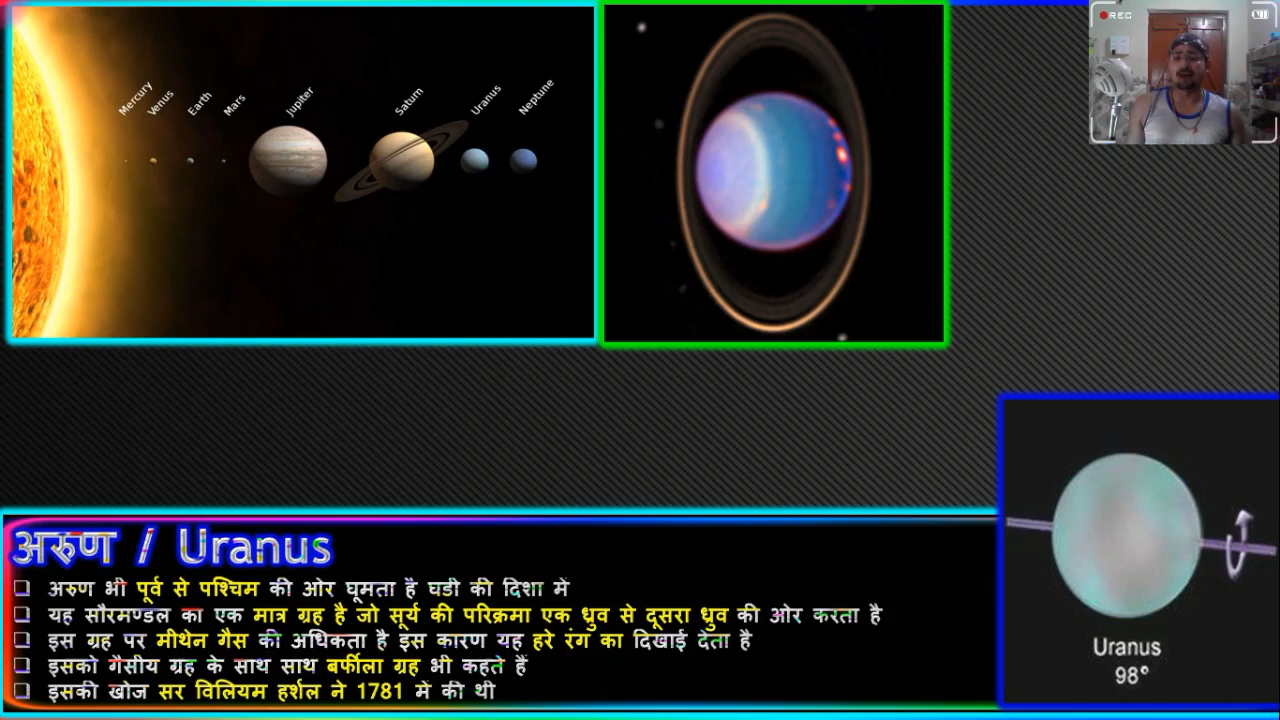 Mercury
Venus
Earth
Mars
Jupiter
Saturn
Uranus
Neptune
REC
अरुण / Uranus
अरुण भी पूर्व से पश्चिम की ओर घूमता है घडी की दिशा में
यह सौरमण्डल का एक मात्र ग्रह है जो सूर्य की परिक्रमा एक ध्रुव से दूसरा ध्रुव की ओर करता है
इस ग्रह पर मीथेन गैस की अधिकता है इस कारण यह हरे रंग का दिखाई देता है
इसको गैसीय ग्रह के साथ साथ बर्फीला ग्रह भी कहते हैं
इसकी खोज सर विलियम हर्शल ने 1781 में की थी
Uranus
98°